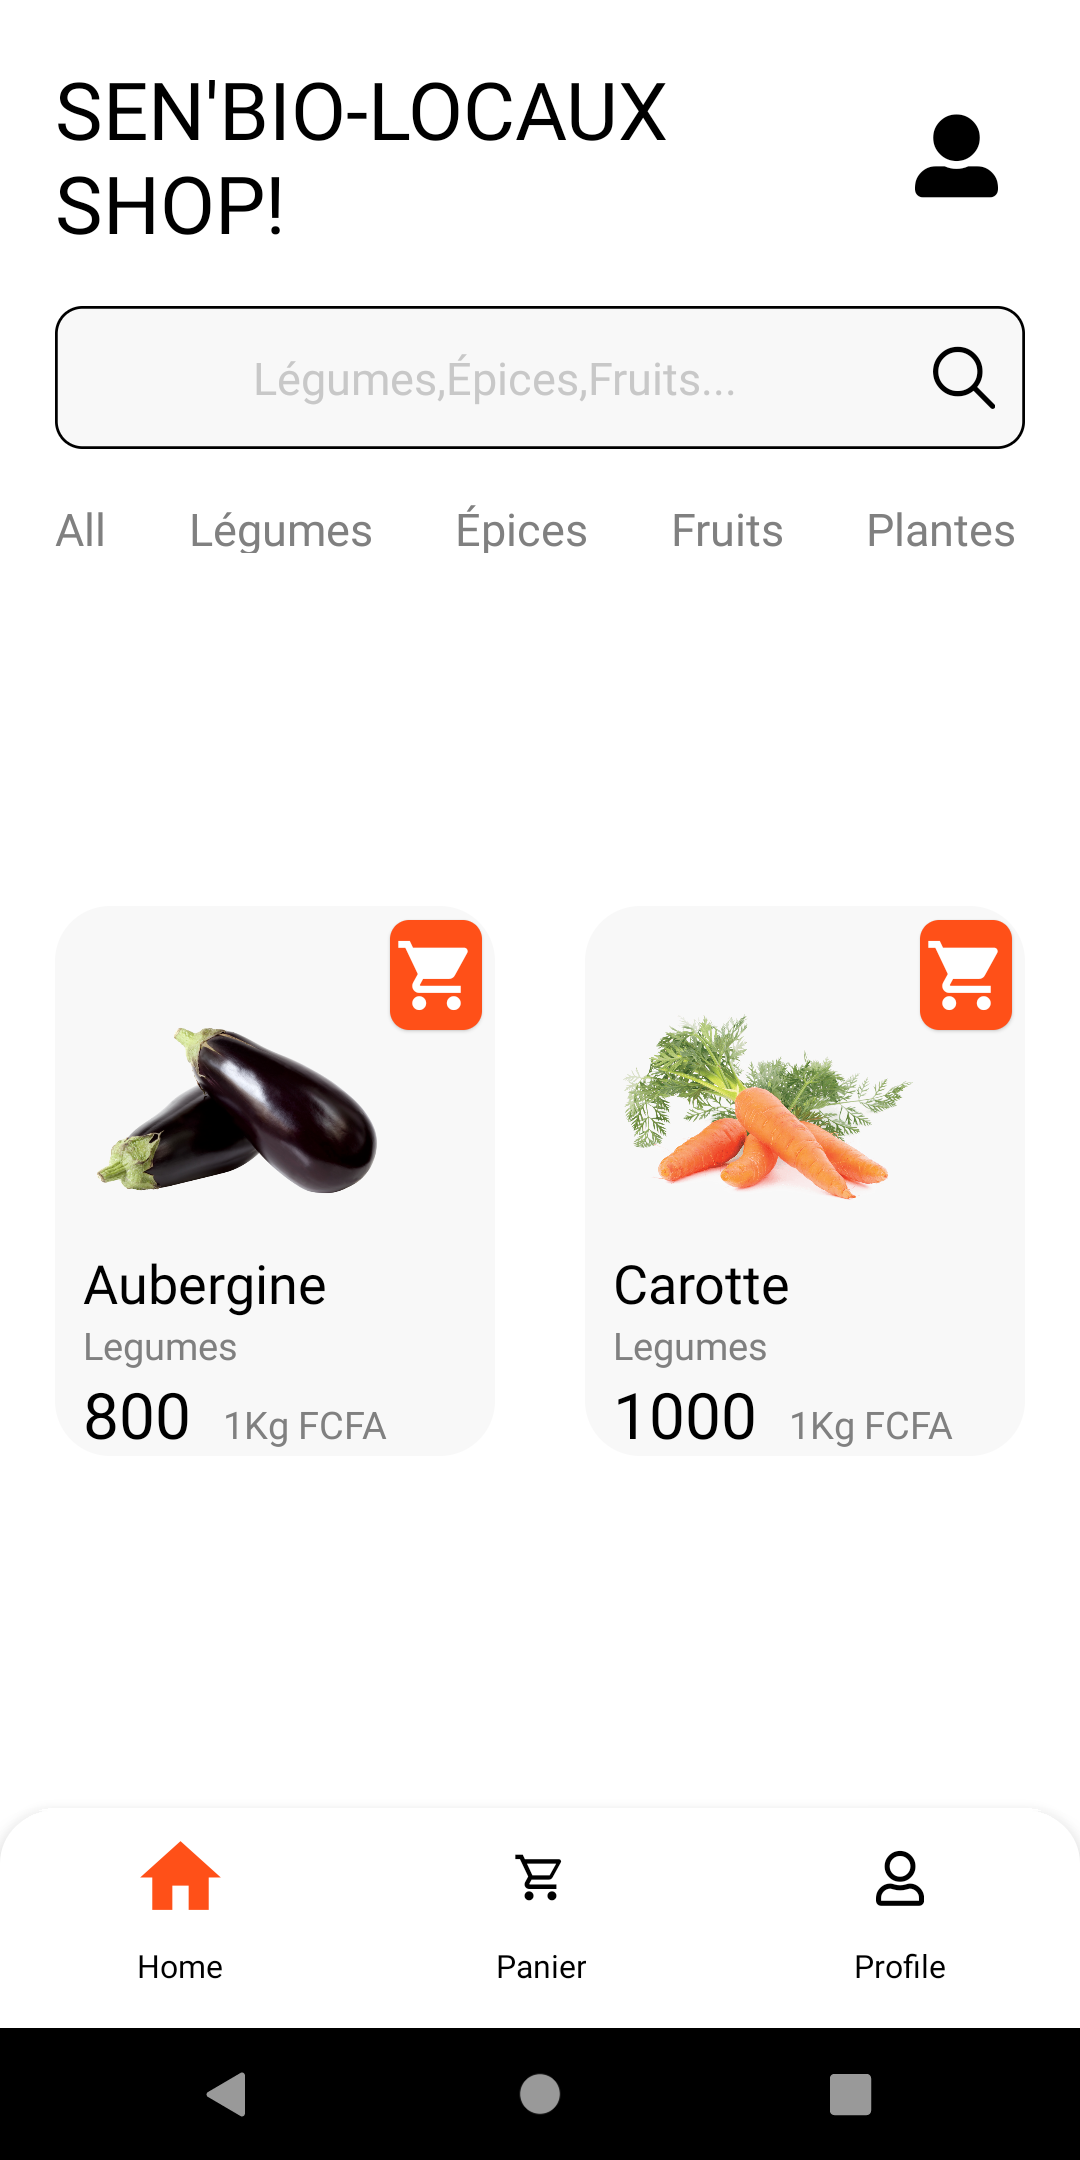 SEN'BIO-LOCAUX
SHOP!
Légumes,Épices,Fruits...
All Légumes Épices Fruits Plantes
Aubergine
Legumes
800 1Kg FCFA
Carotte
Legumes
1000 1Kg FCFA
Home Panier Profile